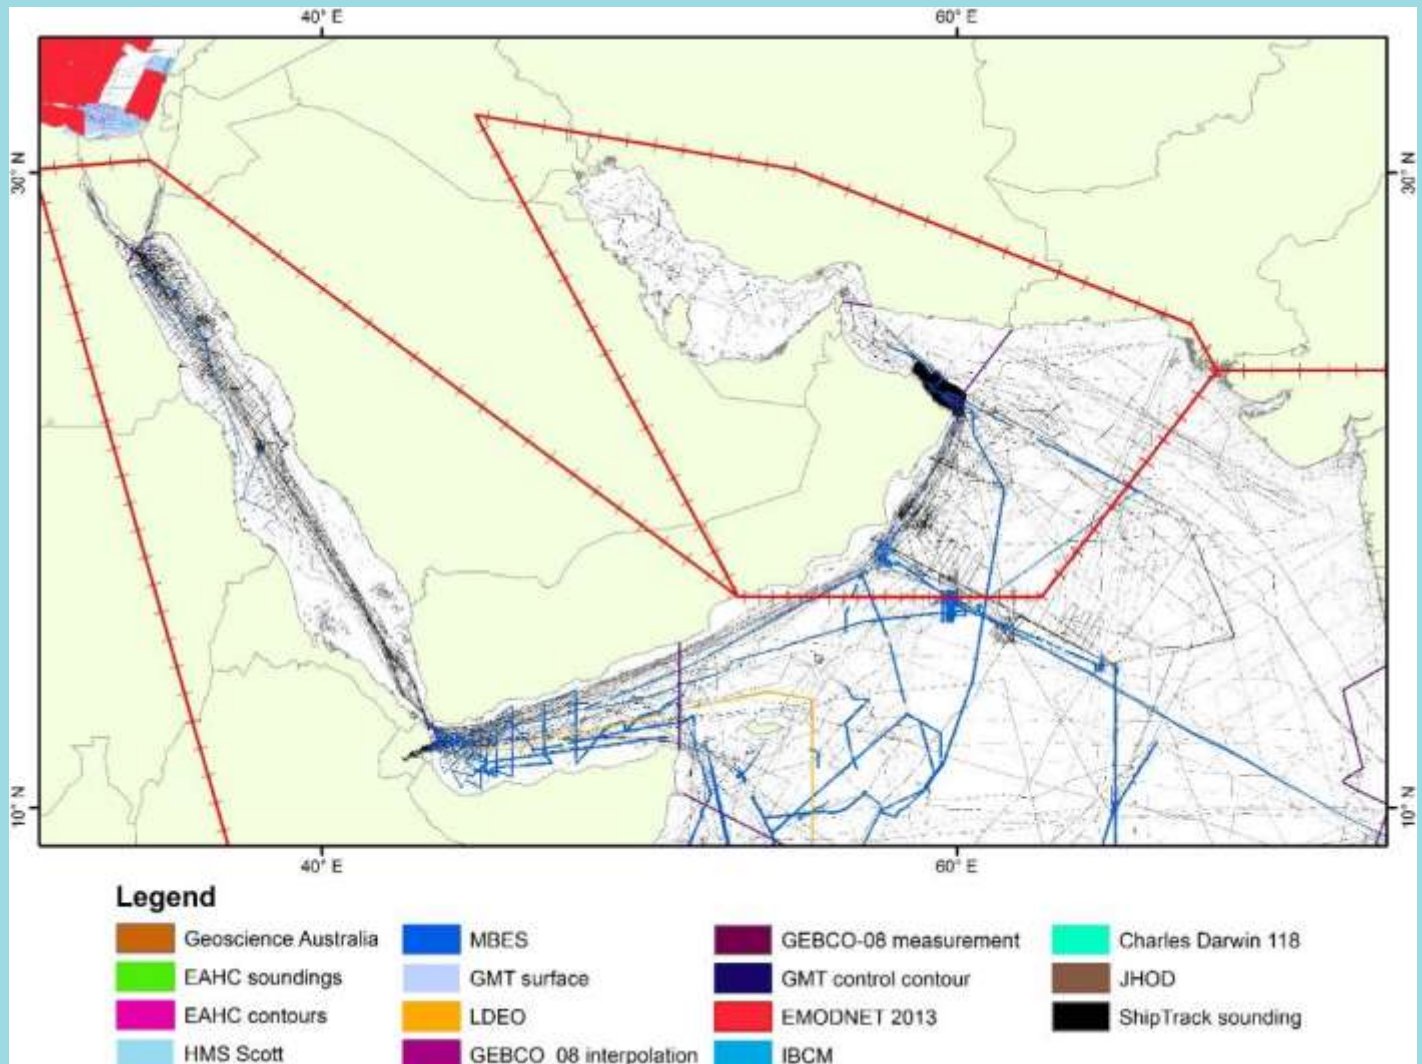 40° E 60° E
30° N 30° N
10° N 10° N
40° E 60° E
Legend
Geoscience Australia MBES GEBCO-08 measurement Charles Darwin 118
EAHC soundings GMT surface GMT control contour JHOD
EAHC contours LDEO EMODNET 2013 ShipTrack sounding
HMS Scott GEBCO_08 interpolation IBCM